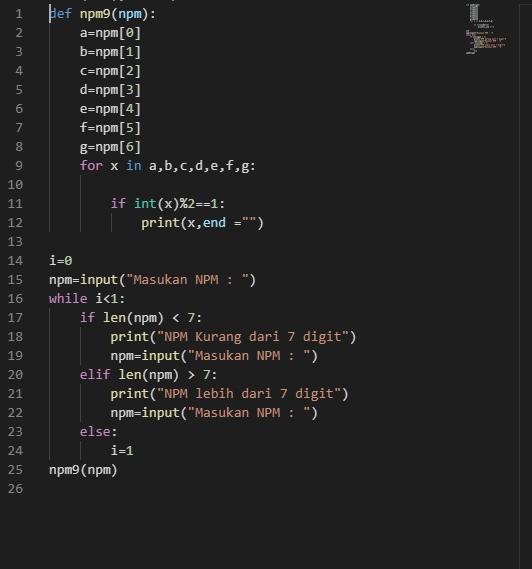 1 def npm9(npm):
2     a=npm[0]
3     b=npm[1]
4     c=npm[2]
5     d=npm[3]
6     e=npm[4]
7     f=npm[5]
8     g=npm[6]
9     for x in a,b,c,d,e,f,g:
10
11         if int(x)%2==1:
12             print(x,end ="")
13
14 i=0
15 npm=input("Masukan NPM : ")
16 while i<1:
17     if len(npm) < 7:
18         print("NPM Kurang dari 7 digit")
19         npm=input("Masukan NPM : ")
20     elif len(npm) > 7:
21         print("NPM lebih dari 7 digit")
22         npm=input("Masukan NPM : ")
23     else:
24         i=1
25 npm9(npm)
26